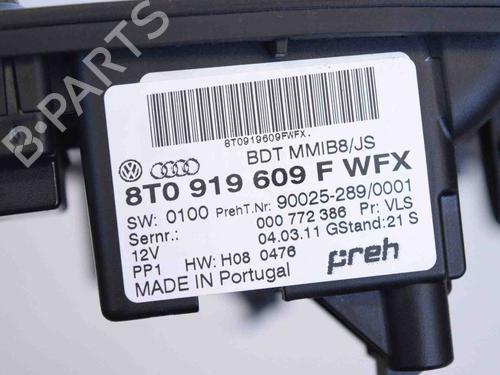 B-PARTS
8T0919609FWFX.
BDT MMIB8/JS
8T0 919 609 F WFX
SW: 0100 PrehT.Nr: 90025-289/0001
Sernr.: 000 772 386 Pr: VLS
12V 04.03.11 GStand: 21 S
PP1 HW: H08 0476
MADE IN Portugal
preh